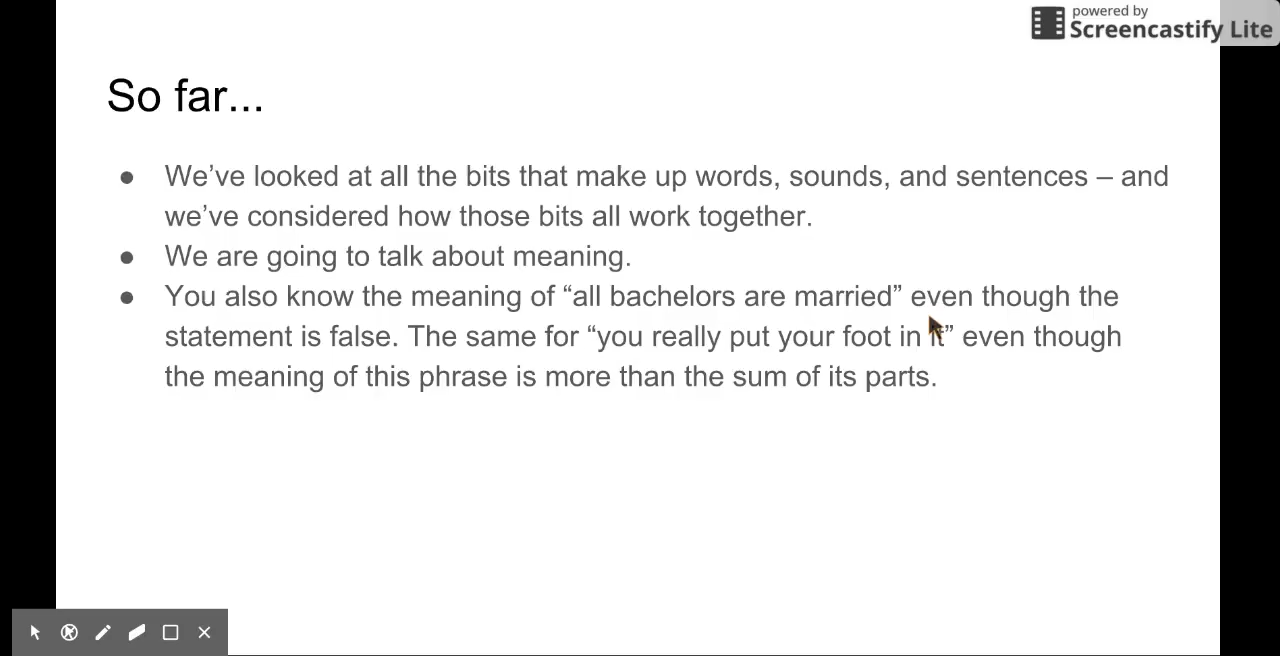 powered by
Screencastify Lite
So far...
● We’ve looked at all the bits that make up words, sounds, and sentences – and
we’ve considered how those bits all work together.
● We are going to talk about meaning.
● You also know the meaning of “all bachelors are married” even though the
statement is false. The same for “you really put your foot in it” even though
the meaning of this phrase is more than the sum of its parts.